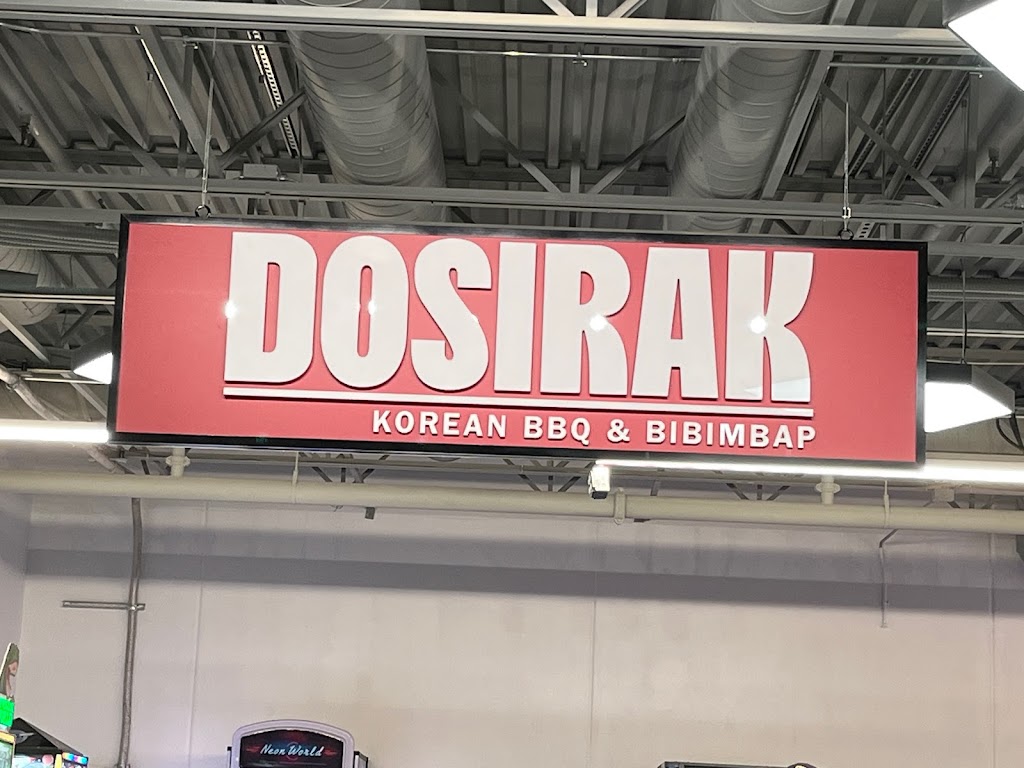 DOSIRAK
KOREAN BBQ & BIBIMBAP
Neon World